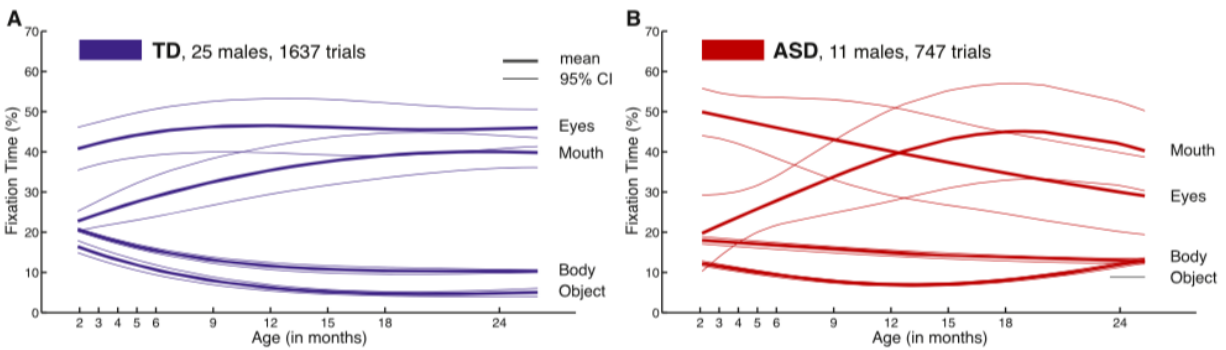 A
TD, 25 males, 1637 trials
mean
95% CI
Fixation Time (%)
70
60
50
40
30
20
10
0
Eyes
Mouth
Body
Object
2 3 4 5 6 9 12 15 18 24
Age (in months)
B
ASD, 11 males, 747 trials
Fixation Time (%)
70
60
50
40
30
20
10
0
Mouth
Eyes
Body
Object
2 3 4 5 6 9 12 15 18 24
Age (in months)